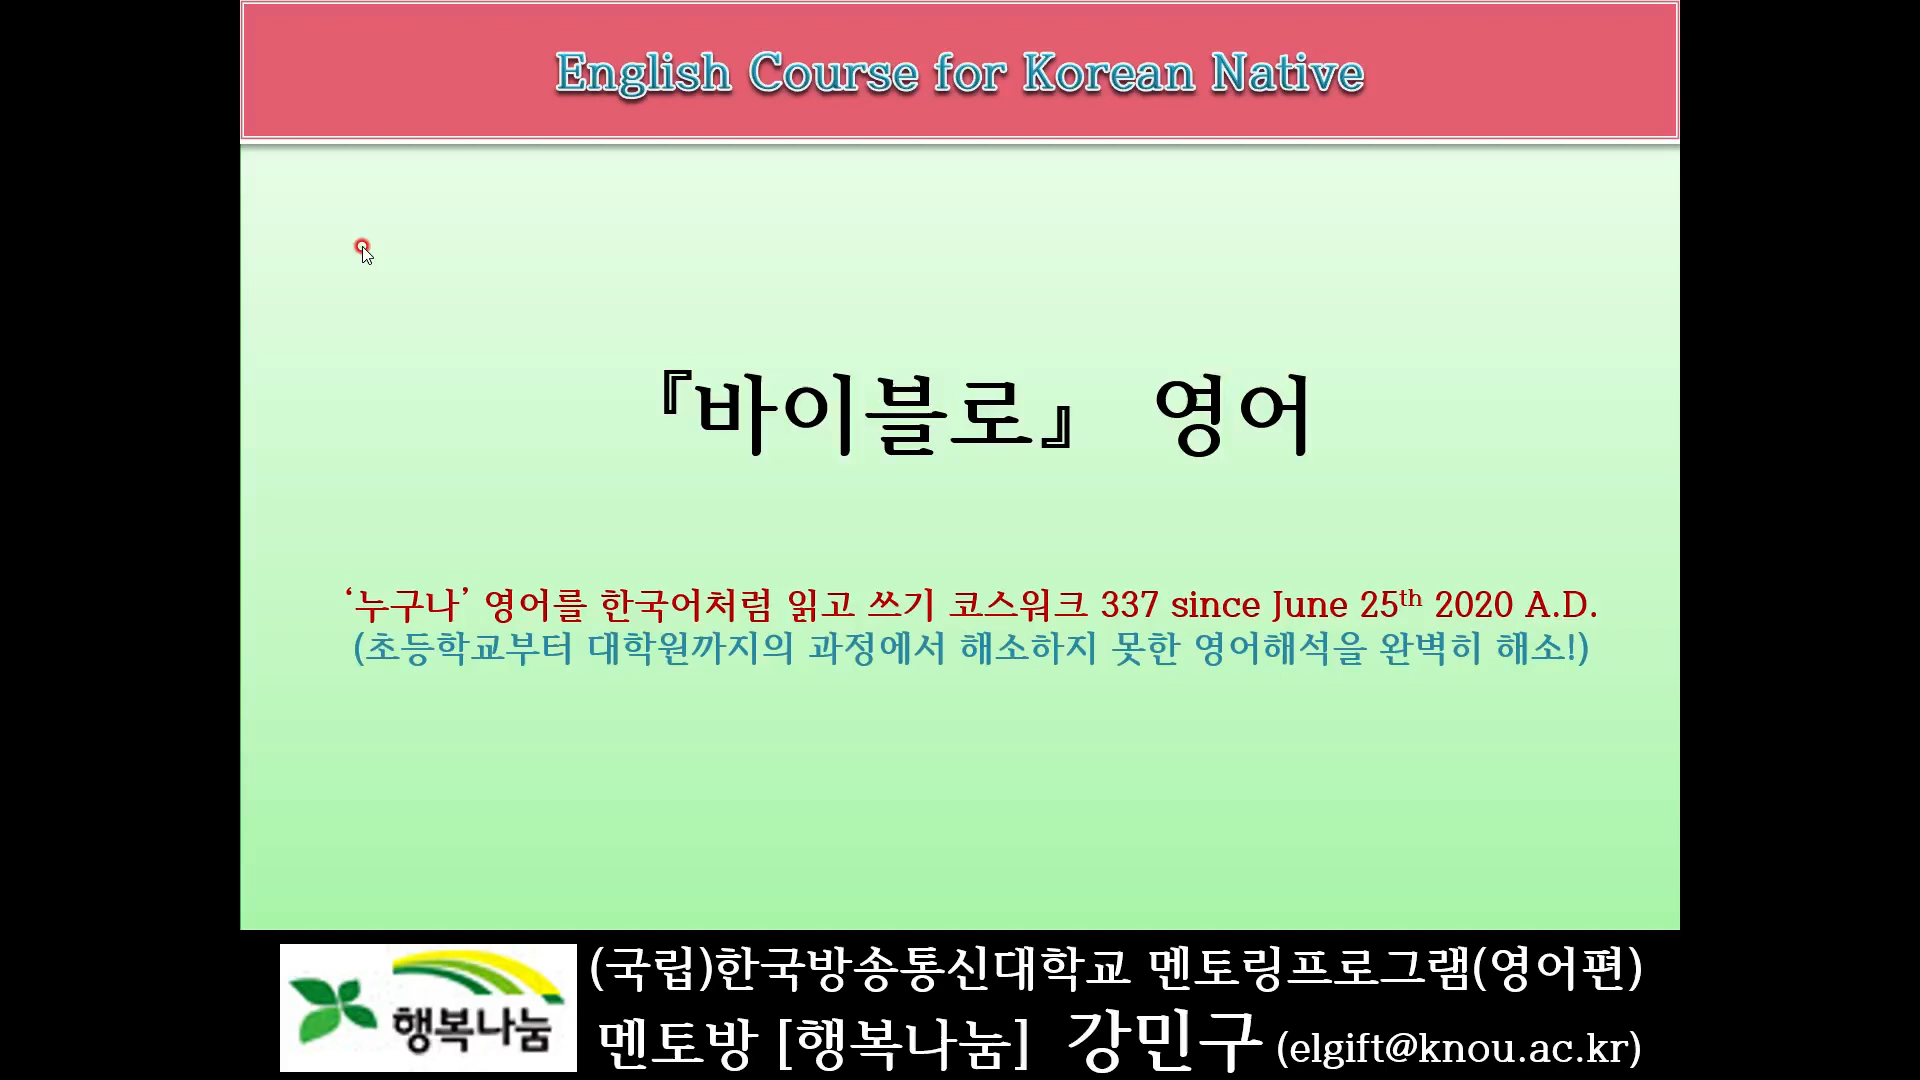 English Course for Korean Native
『바이블로』 영어
‘누구나’ 영어를 한국어처럼 읽고 쓰기 코스워크 337 since June 25th 2020 A.D.
(초등학교부터 대학원까지의 과정에서 해소하지 못한 영어해석을 완벽히 해소!)
행복나눔
(국립)한국방송통신대학교 멘토링프로그램(영어편)
멘토방 [행복나눔] 강민구 (elgift@knou.ac.kr)